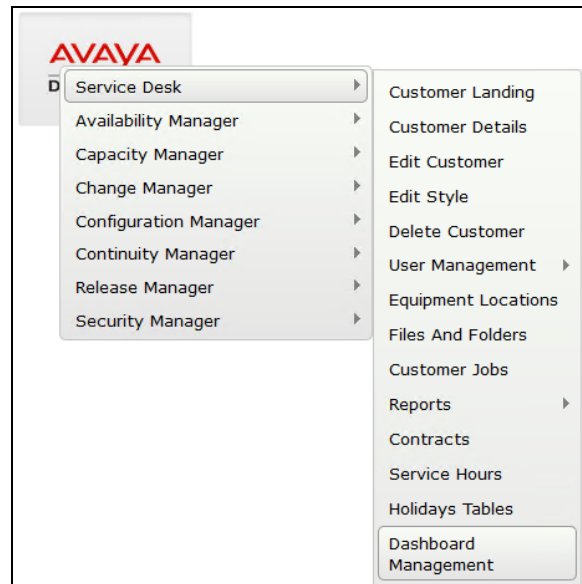 AVAYA
D
Service Desk
Availability Manager
Capacity Manager
Change Manager
Configuration Manager
Continuity Manager
Release Manager
Security Manager
Customer Landing
Customer Details
Edit Customer
Edit Style
Delete Customer
User Management
Equipment Locations
Files And Folders
Customer Jobs
Reports
Contracts
Service Hours
Holidays Tables
Dashboard
Management